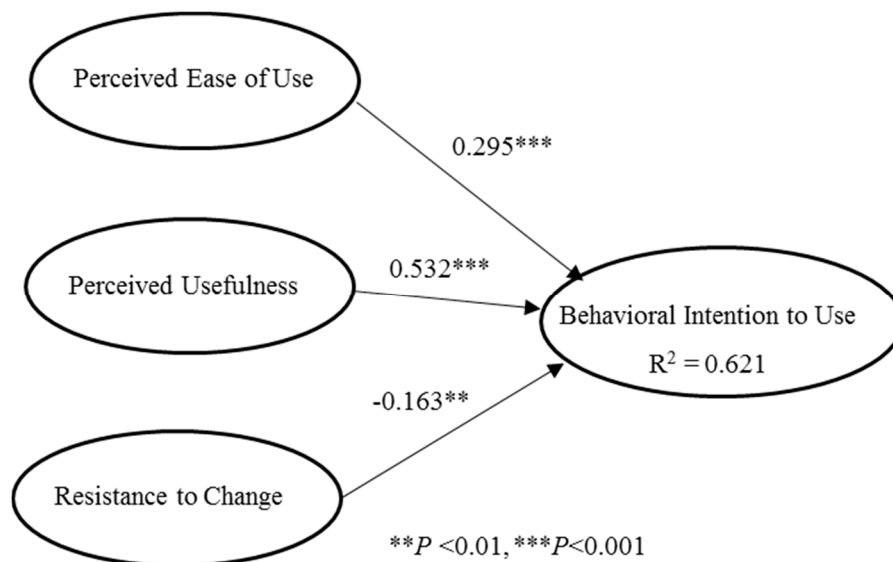 Perceived Ease of Use
0.295***
Perceived Usefulness
0.532***
Behavioral Intention to Use
R² = 0.621
-0.163**
Resistance to Change
**P <0.01, ***P<0.001